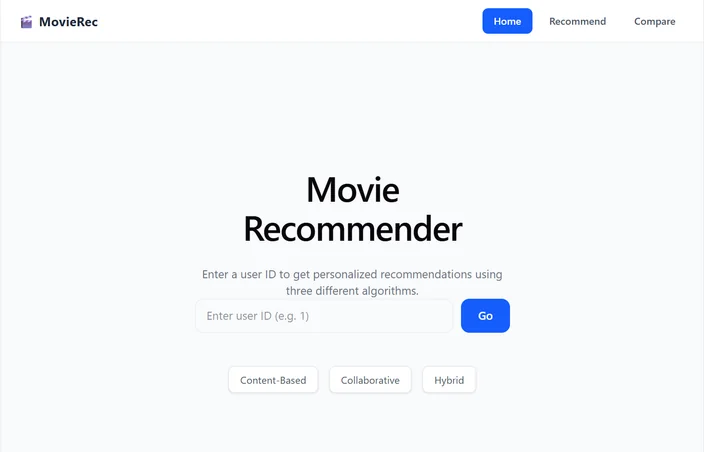 MovieRec
Home
Recommend
Compare
Movie
Recommender
Enter a user ID to get personalized recommendations using
three different algorithms.
Enter user ID (e.g. 1)
Go
Content-Based
Collaborative
Hybrid